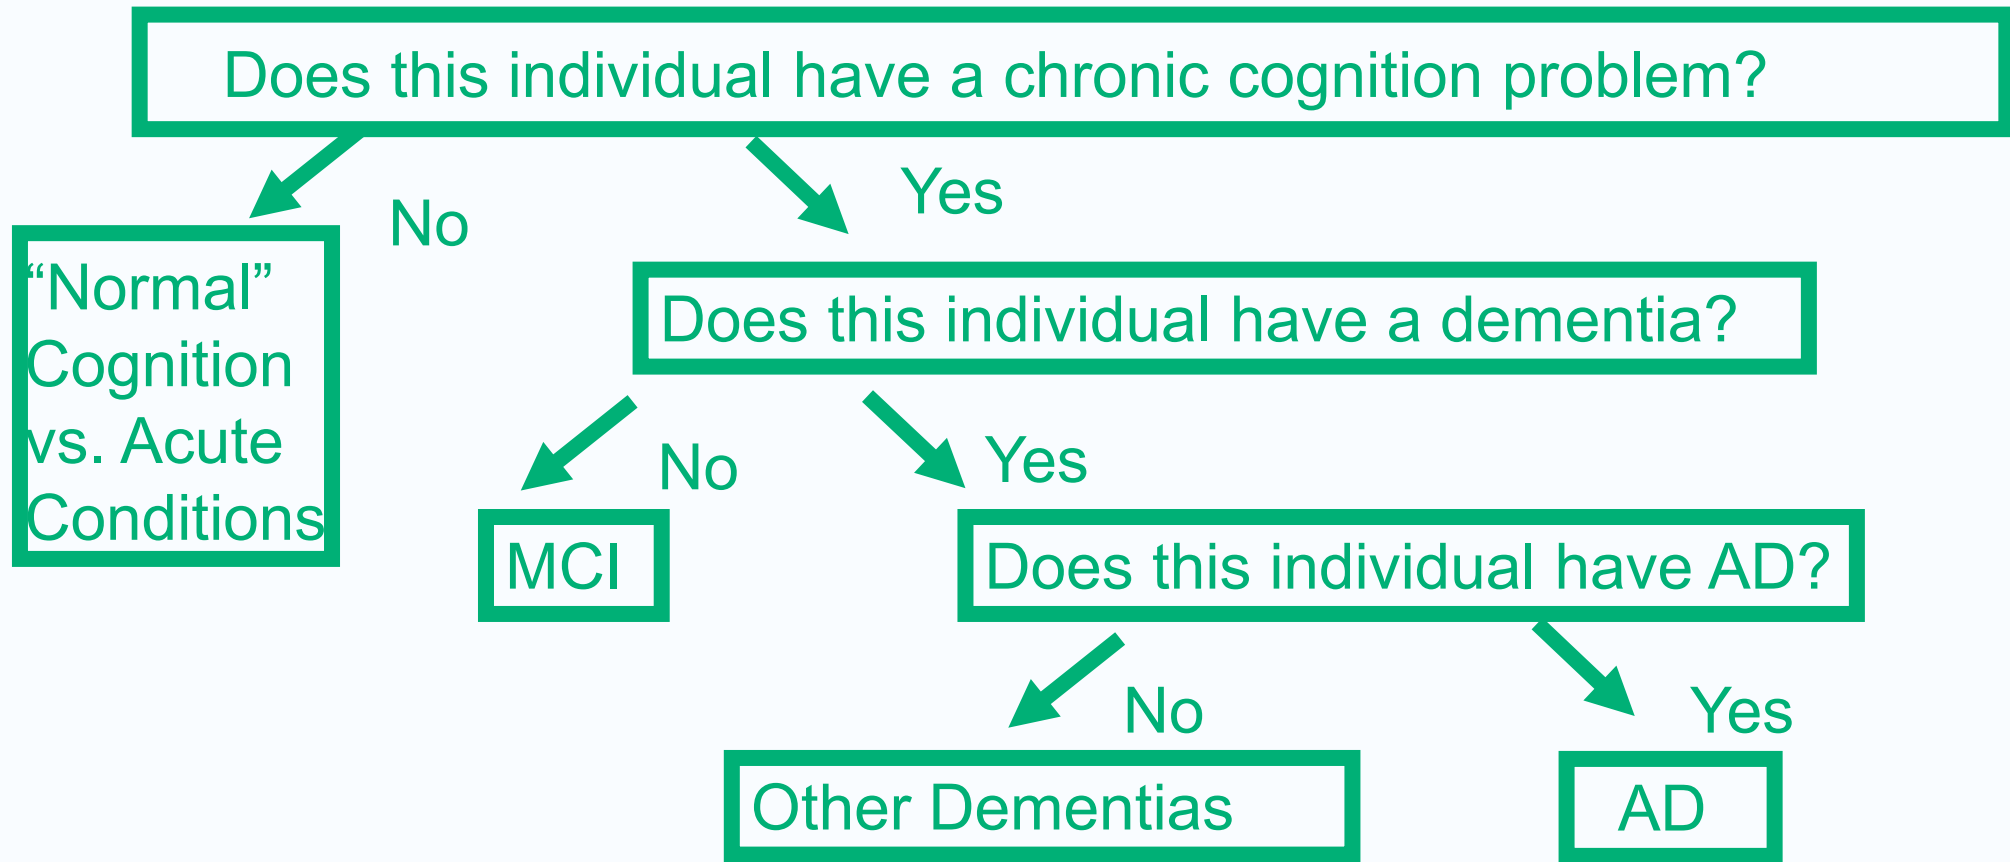 Does this individual have a chronic cognition problem?
No
Yes
“Normal”
Cognition
vs. Acute
Conditions
Does this individual have a dementia?
No
Yes
MCI
Does this individual have AD?
No
Yes
Other Dementias
AD